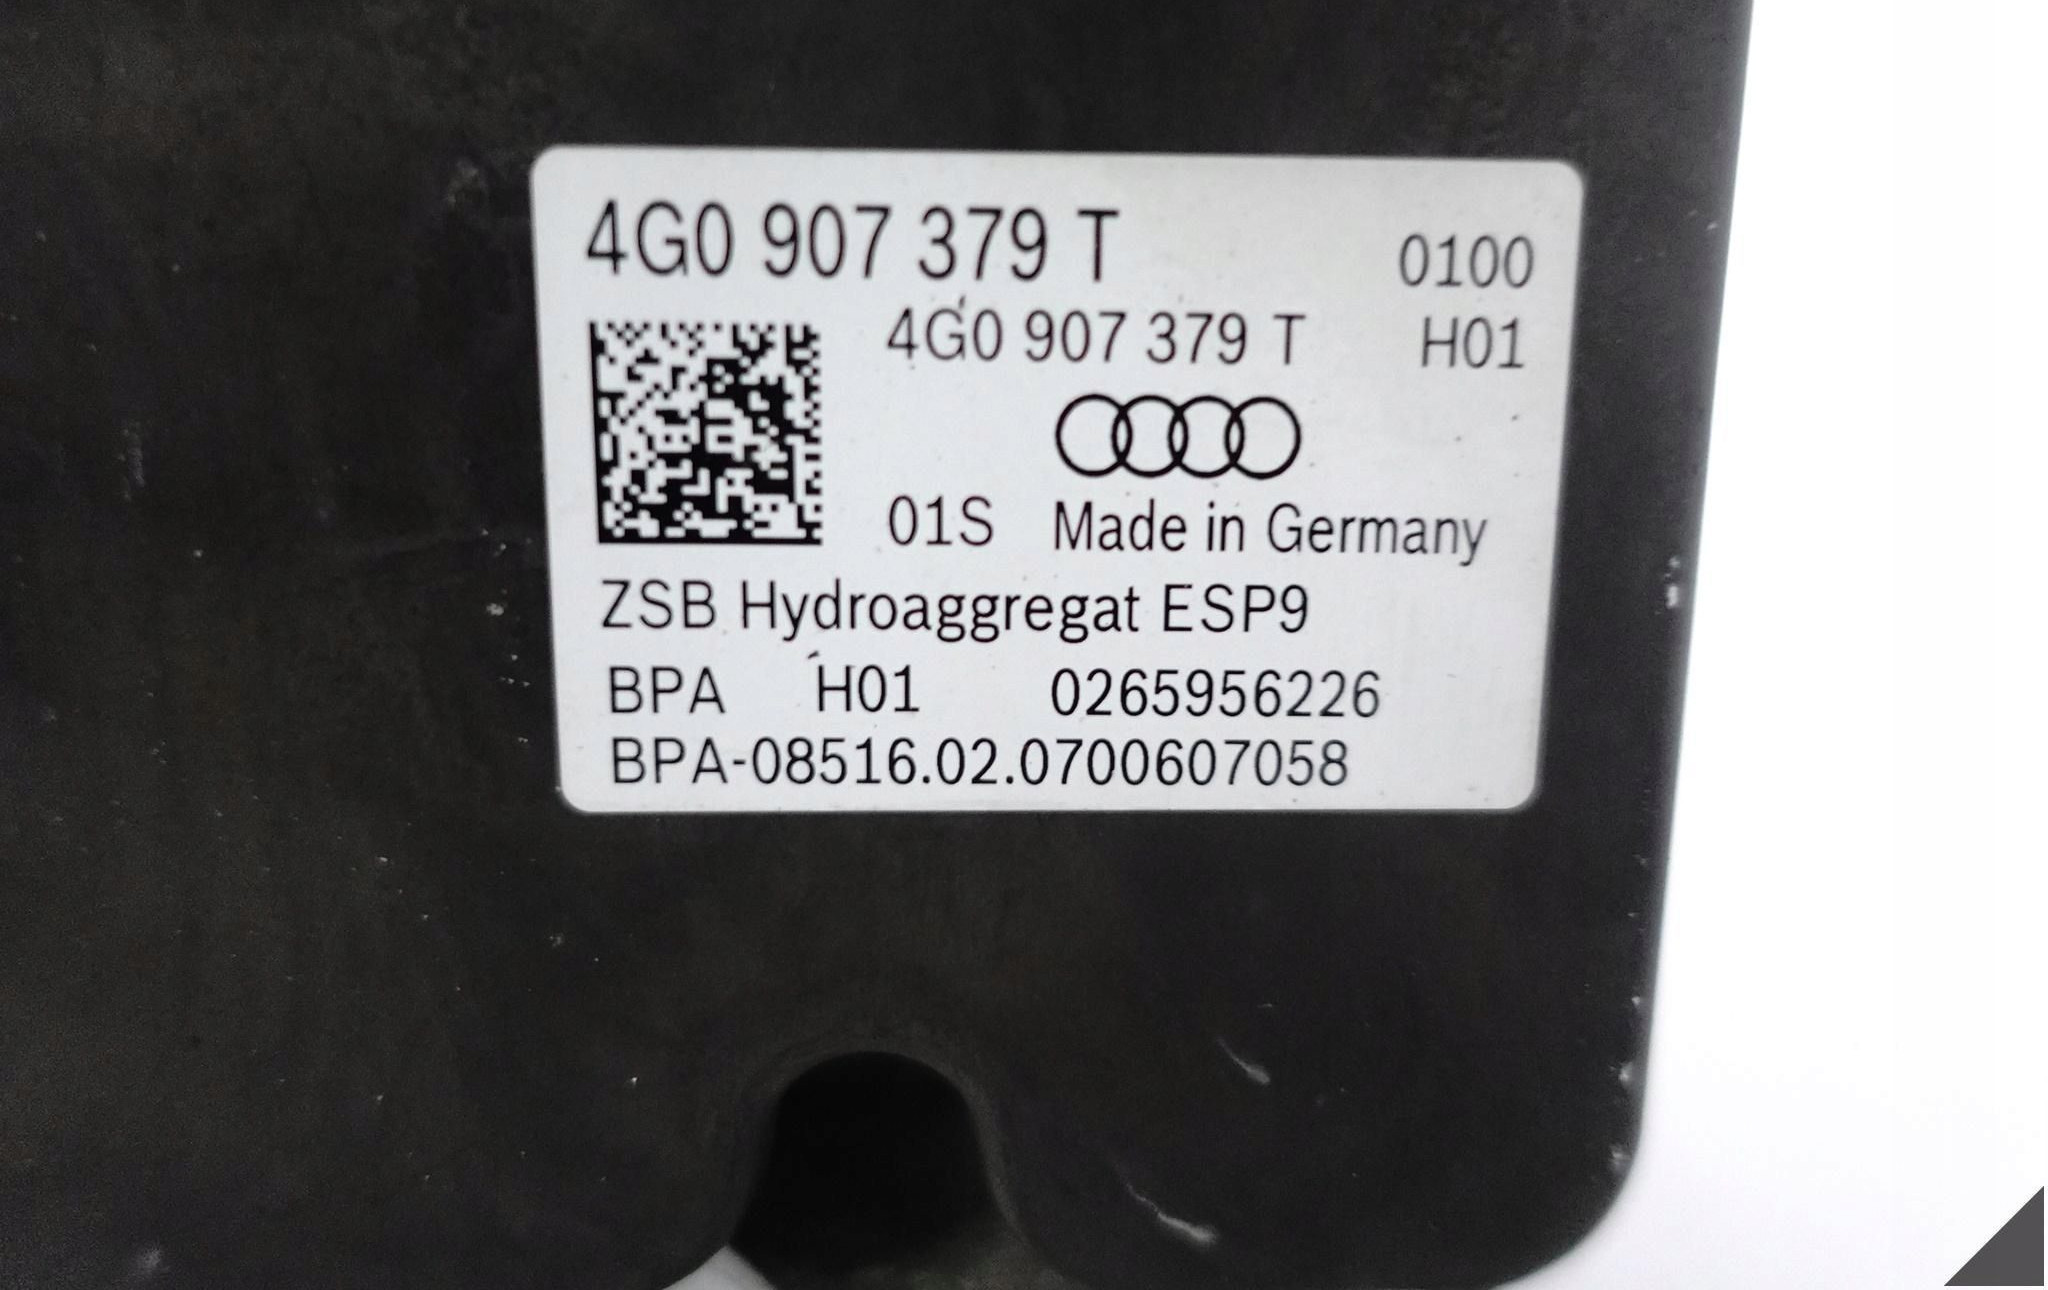 4G0 907 379 T 0100
4G0 907 379 T H01
01S Made in Germany
ZSB Hydroaggregat ESP9
BPA H01 0265956226
BPA-08516.02.0700607058